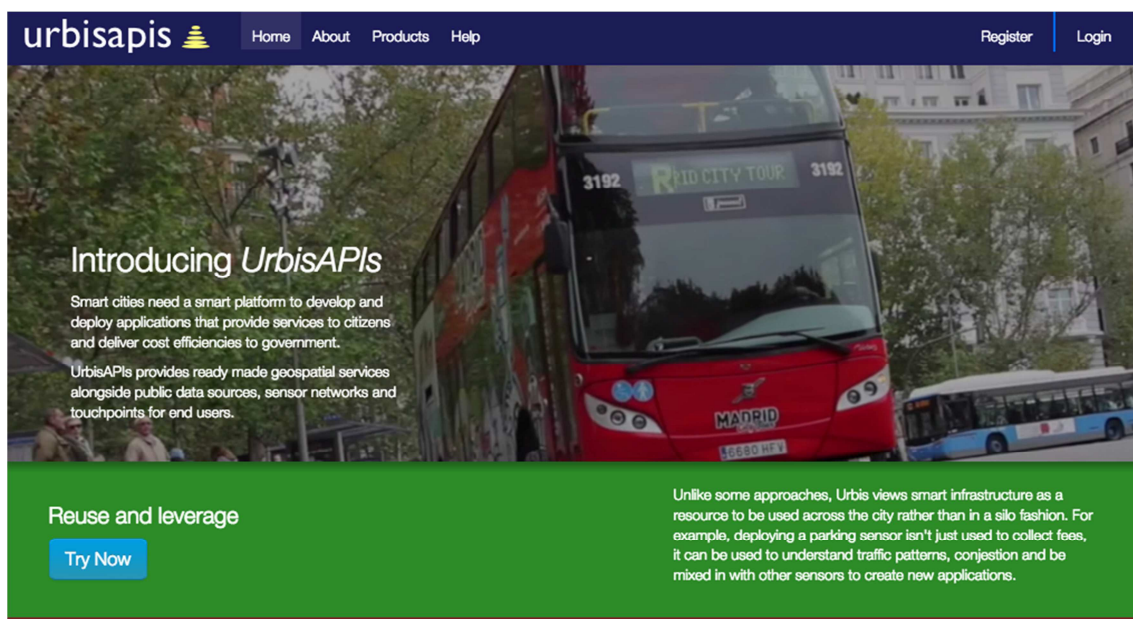 urbisapis
Home About Products Help
Register Login
3192
RID CITY TOUR
3192
Introducing UrbisAPIs
Smart cities need a smart platform to develop and
deploy applications that provide services to citizens
and deliver cost efficiencies to government.
UrbisAPIs provides ready made geospatial services
alongside public data sources, sensor networks and
touchpoints for end users.
MADRID
6680 HFV
Reuse and leverage
Try Now
Unlike some approaches, Urbis views smart infrastructure as a
resource to be used across the city rather than in a silo fashion. For
example, deploying a parking sensor isn't just used to collect fees,
it can be used to understand traffic patterns, conjestion and be
mixed in with other sensors to create new applications.